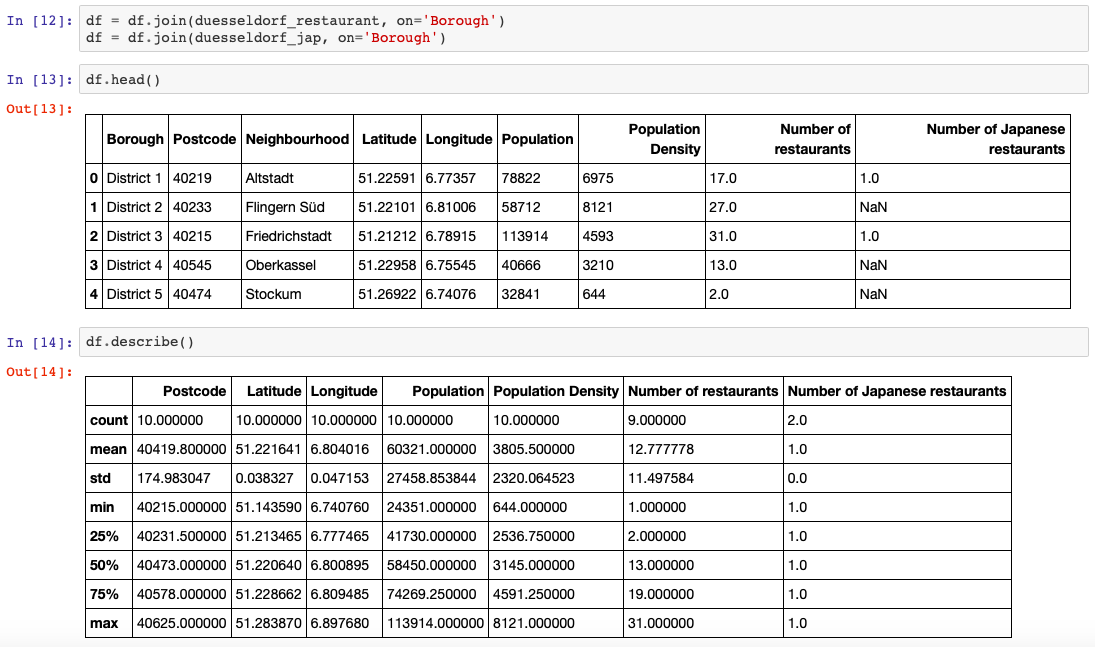 In [12]: df = df.join(duesseldorf_restaurant, on='Borough')
df = df.join(duesseldorf_jap, on='Borough')
In [13]: df.head()
Out[13]:
Borough Postcode Neighbourhood Latitude Longitude Population Population Density Number of restaurants Number of Japanese restaurants
0 District 1 40219 Altstadt 51.22591 6.77357 78822 6975 17.0 1.0
1 District 2 40233 Flingern Süd 51.22101 6.81006 58712 8121 27.0 NaN
2 District 3 40215 Friedrichstadt 51.21212 6.78915 113914 4593 31.0 1.0
3 District 4 40545 Oberkassel 51.22958 6.75545 40666 3210 13.0 NaN
4 District 5 40474 Stockum 51.26922 6.74076 32841 644 2.0 NaN
In [14]: df.describe()
Out[14]:
Postcode Latitude Longitude Population Population Density Number of restaurants Number of Japanese restaurants
count 10.000000 10.000000 10.000000 10.000000 10.000000 9.000000 2.0
mean 40419.800000 51.221641 6.804016 60321.000000 3805.500000 12.777778 1.0
std 174.983047 0.038327 0.047153 27458.853844 2320.064523 11.497584 0.0
min 40215.000000 51.143590 6.740760 24351.000000 644.000000 1.000000 1.0
25% 40231.500000 51.213465 6.777465 41730.000000 2536.750000 2.000000 1.0
50% 40473.000000 51.220640 6.800895 58450.000000 3145.000000 13.000000 1.0
75% 40578.000000 51.228662 6.809485 74269.250000 4591.250000 19.000000 1.0
max 40625.000000 51.283870 6.897680 113914.000000 8121.000000 31.000000 1.0